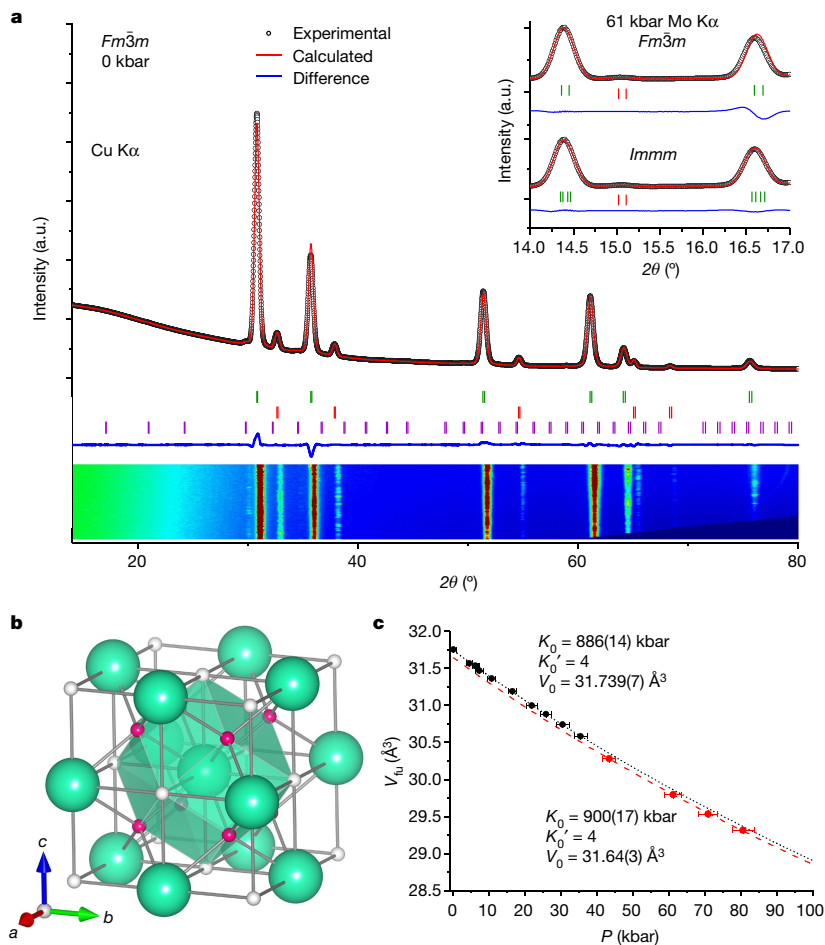 a
Fm3̄m
0 kbar
Cu Kα
Experimental
Calculated
Difference
Intensity (a.u.)
20
40
60
80
2θ (º)
61 kbar Mo Kα
Fm3̄m
Immm
Intensity (a.u.)
14.0 14.5 15.0 15.5 16.0 16.5 17.0
2θ (º)
b
c
b
a
c
32.0
31.5
31.0
30.5
30.0
29.5
29.0
28.5
Vfu (Å³)
K₀ = 886(14) kbar
K₀′ = 4
V₀ = 31.739(7) Å³
K₀ = 900(17) kbar
K₀′ = 4
V₀ = 31.64(3) Å³
0 10 20 30 40 50 60 70 80 90 100
P (kbar)